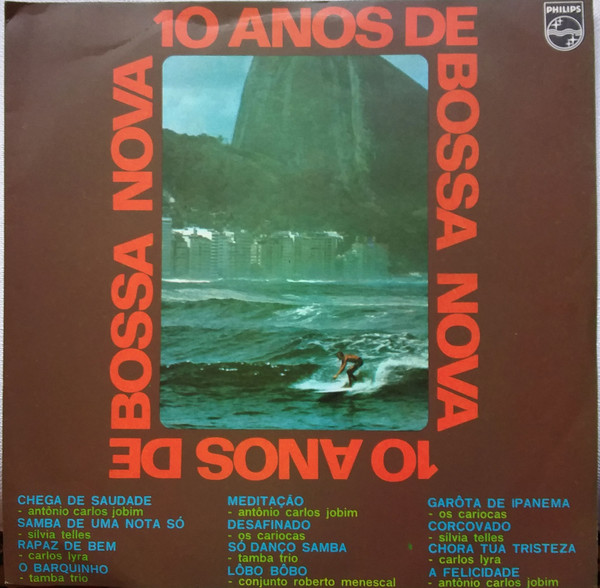 PHILIPS
10 ANOS DE
BOSSA NOVA
10 ANOS DE
BOSSA NOVA
CHEGA DE SAUDADE
- antônio carlos jobim
SAMBA DE UMA NOTA SÓ
- silvia telles
RAPAZ DE BEM
- carlos lyra
O BARQUINHO
- tamba trio
MEDITAÇÃO
- antônio carlos jobim
DESAFINADO
- os cariocas
SÓ DANÇO SAMBA
- tamba trio
LÔBO BÔBO
- conjunto roberto menescal
GARÔTA DE IPANEMA
- os cariocas
CORCOVADO
- silvia telles
CHORA TUA TRISTEZA
- carlos lyra
A FELICIDADE
- antônio carlos jobim